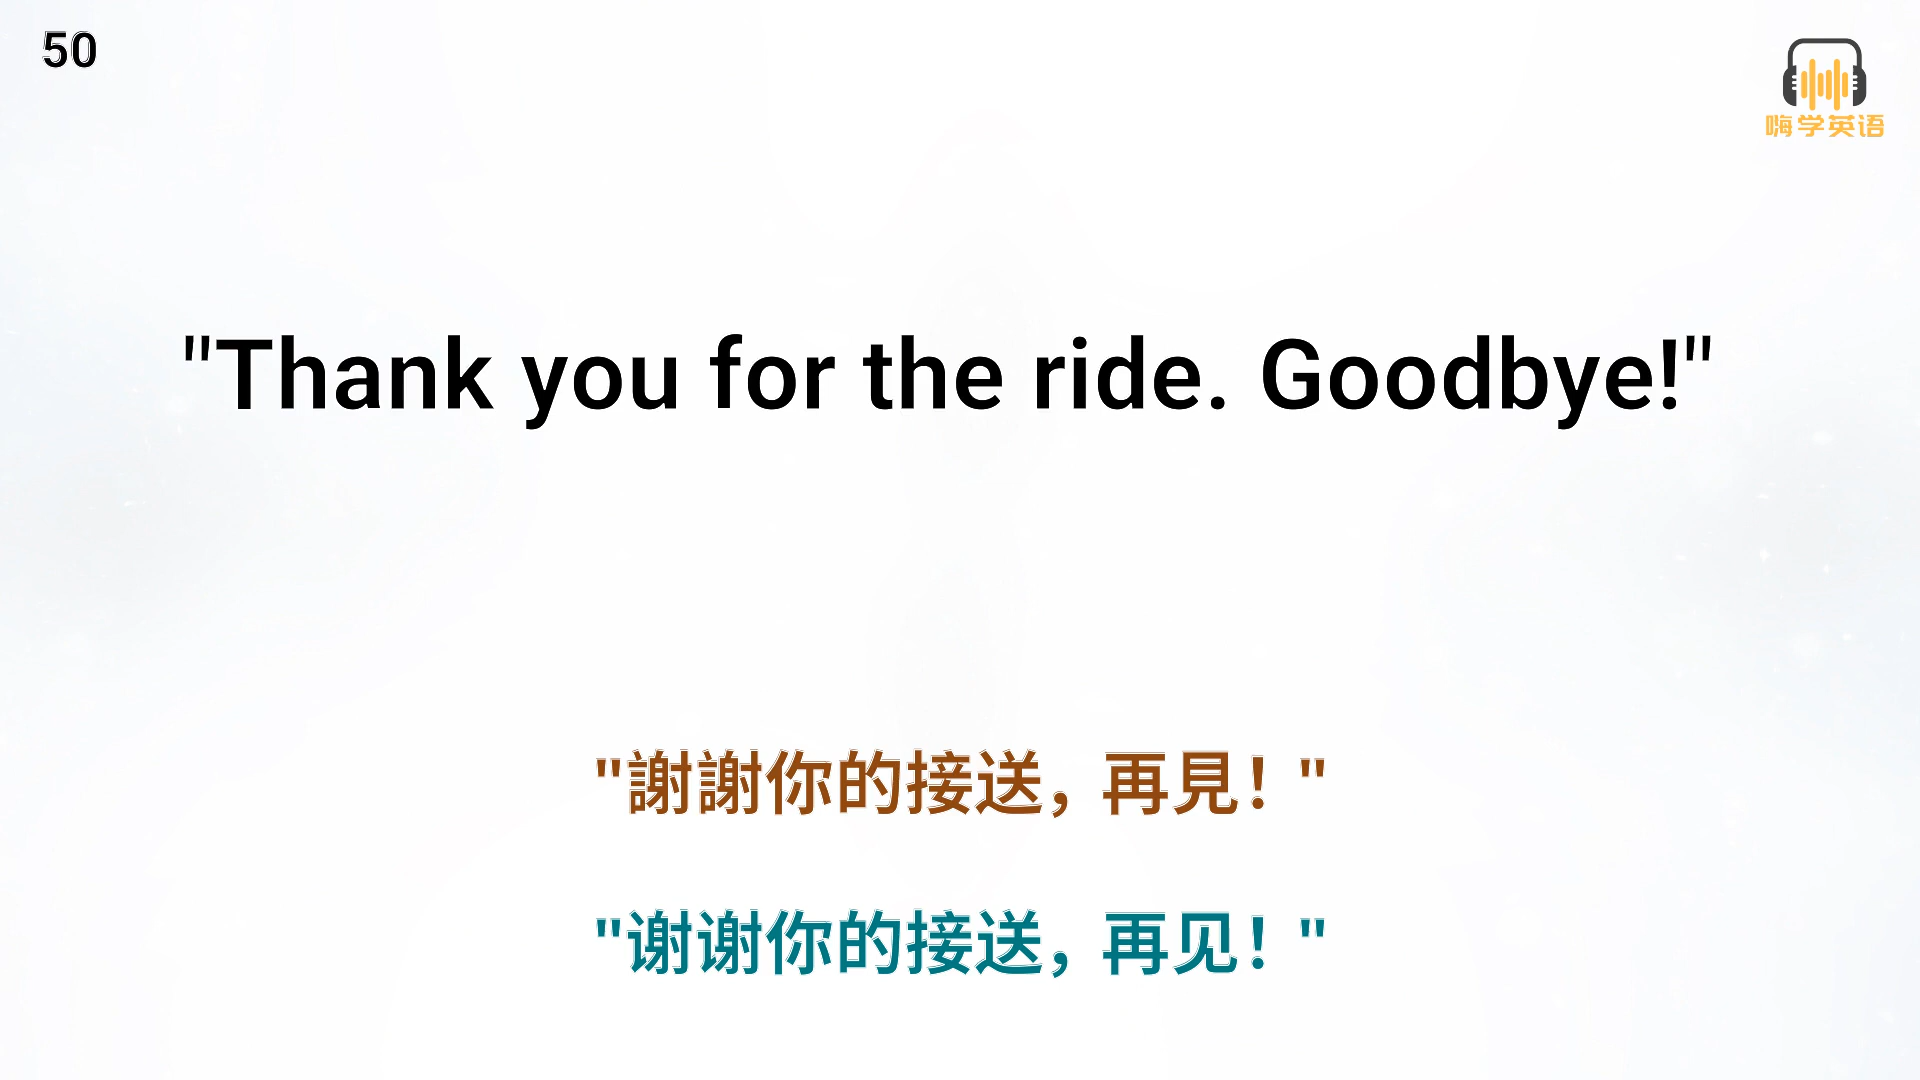 50
嗨学英语
"Thank you for the ride. Goodbye!"
"謝謝你的接送，再見！"
"谢谢你的接送，再见！"